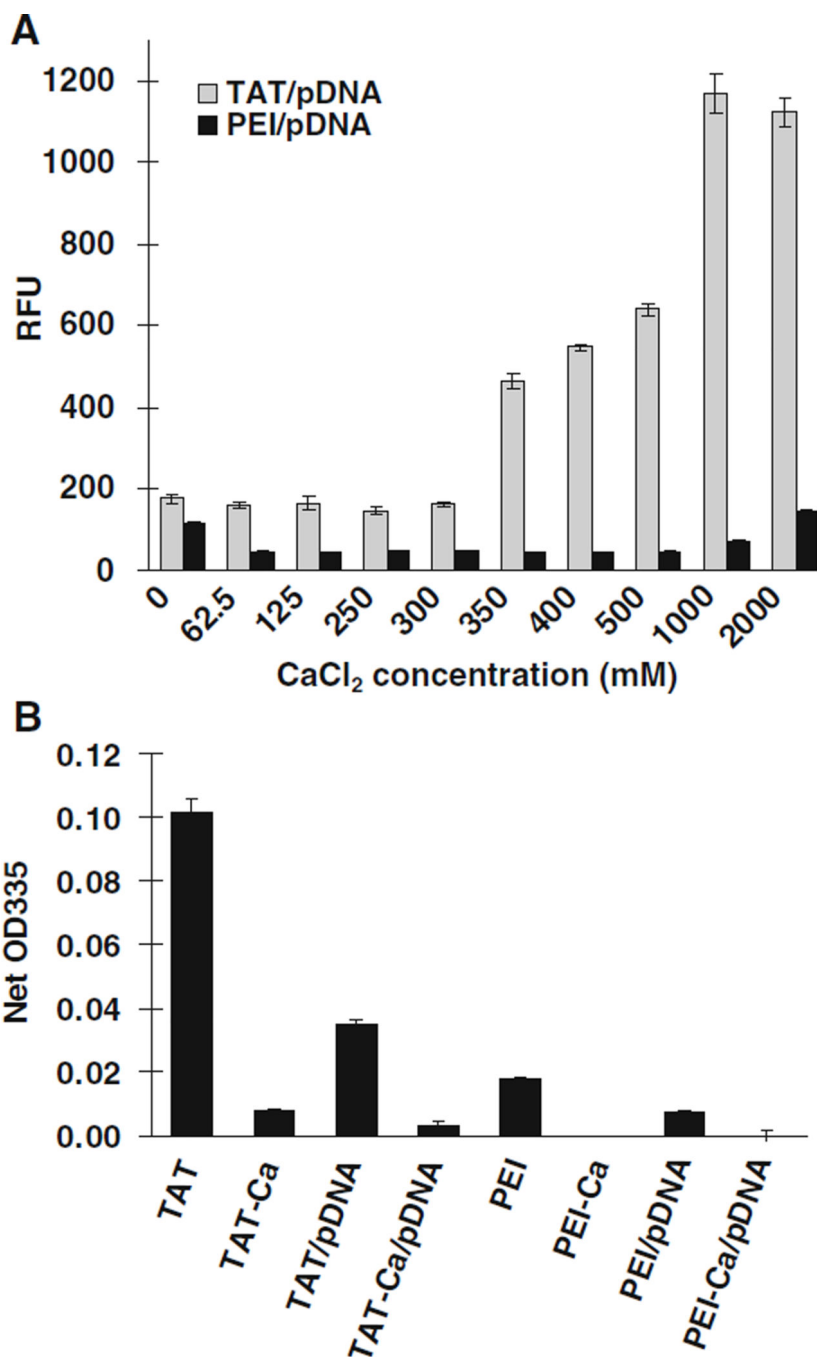 A
1200
1000
800
600
400
200
0
RFU
TAT/pDNA
PEI/pDNA
0 62.5 125 250 300 350 400 500 1000 2000
CaCl₂ concentration (mM)
B
0.12
0.10
0.08
0.06
0.04
0.02
0.00
Net OD335
TAT TAT-Ca TAT/pDNA TAT-Ca/pDNA PEI PEI-Ca PEI/pDNA PEI-Ca/pDNA